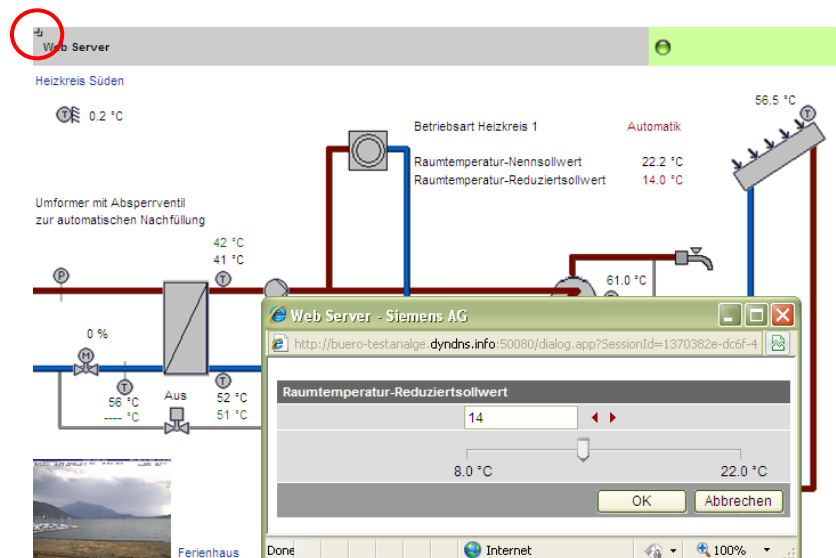 Web Server
Heizkreis Süden
T
0.2 °C
56.5 °C
T
Betriebsart Heizkreis 1 Automatik
Raumtemperatur-Nennsollwert 22.2 °C
Raumtemperatur-Reduziertsollwert 14.0 °C
Umformer mit Absperrventil
zur automatischen Nachfüllung
42 °C
41 °C
P
T
61.0 °C
0 %
M
T
56 °C
---- °C
Aus
T
52 °C
51 °C
Ferienhaus
Web Server - Siemens AG
http://buero-testanalge.dyndns.info:50080/dialog.app?SessionId=1370382e-dc6f-4
Raumtemperatur-Reduziertsollwert
14
8.0 °C 22.0 °C
OK Abbrechen
Done Internet 100%